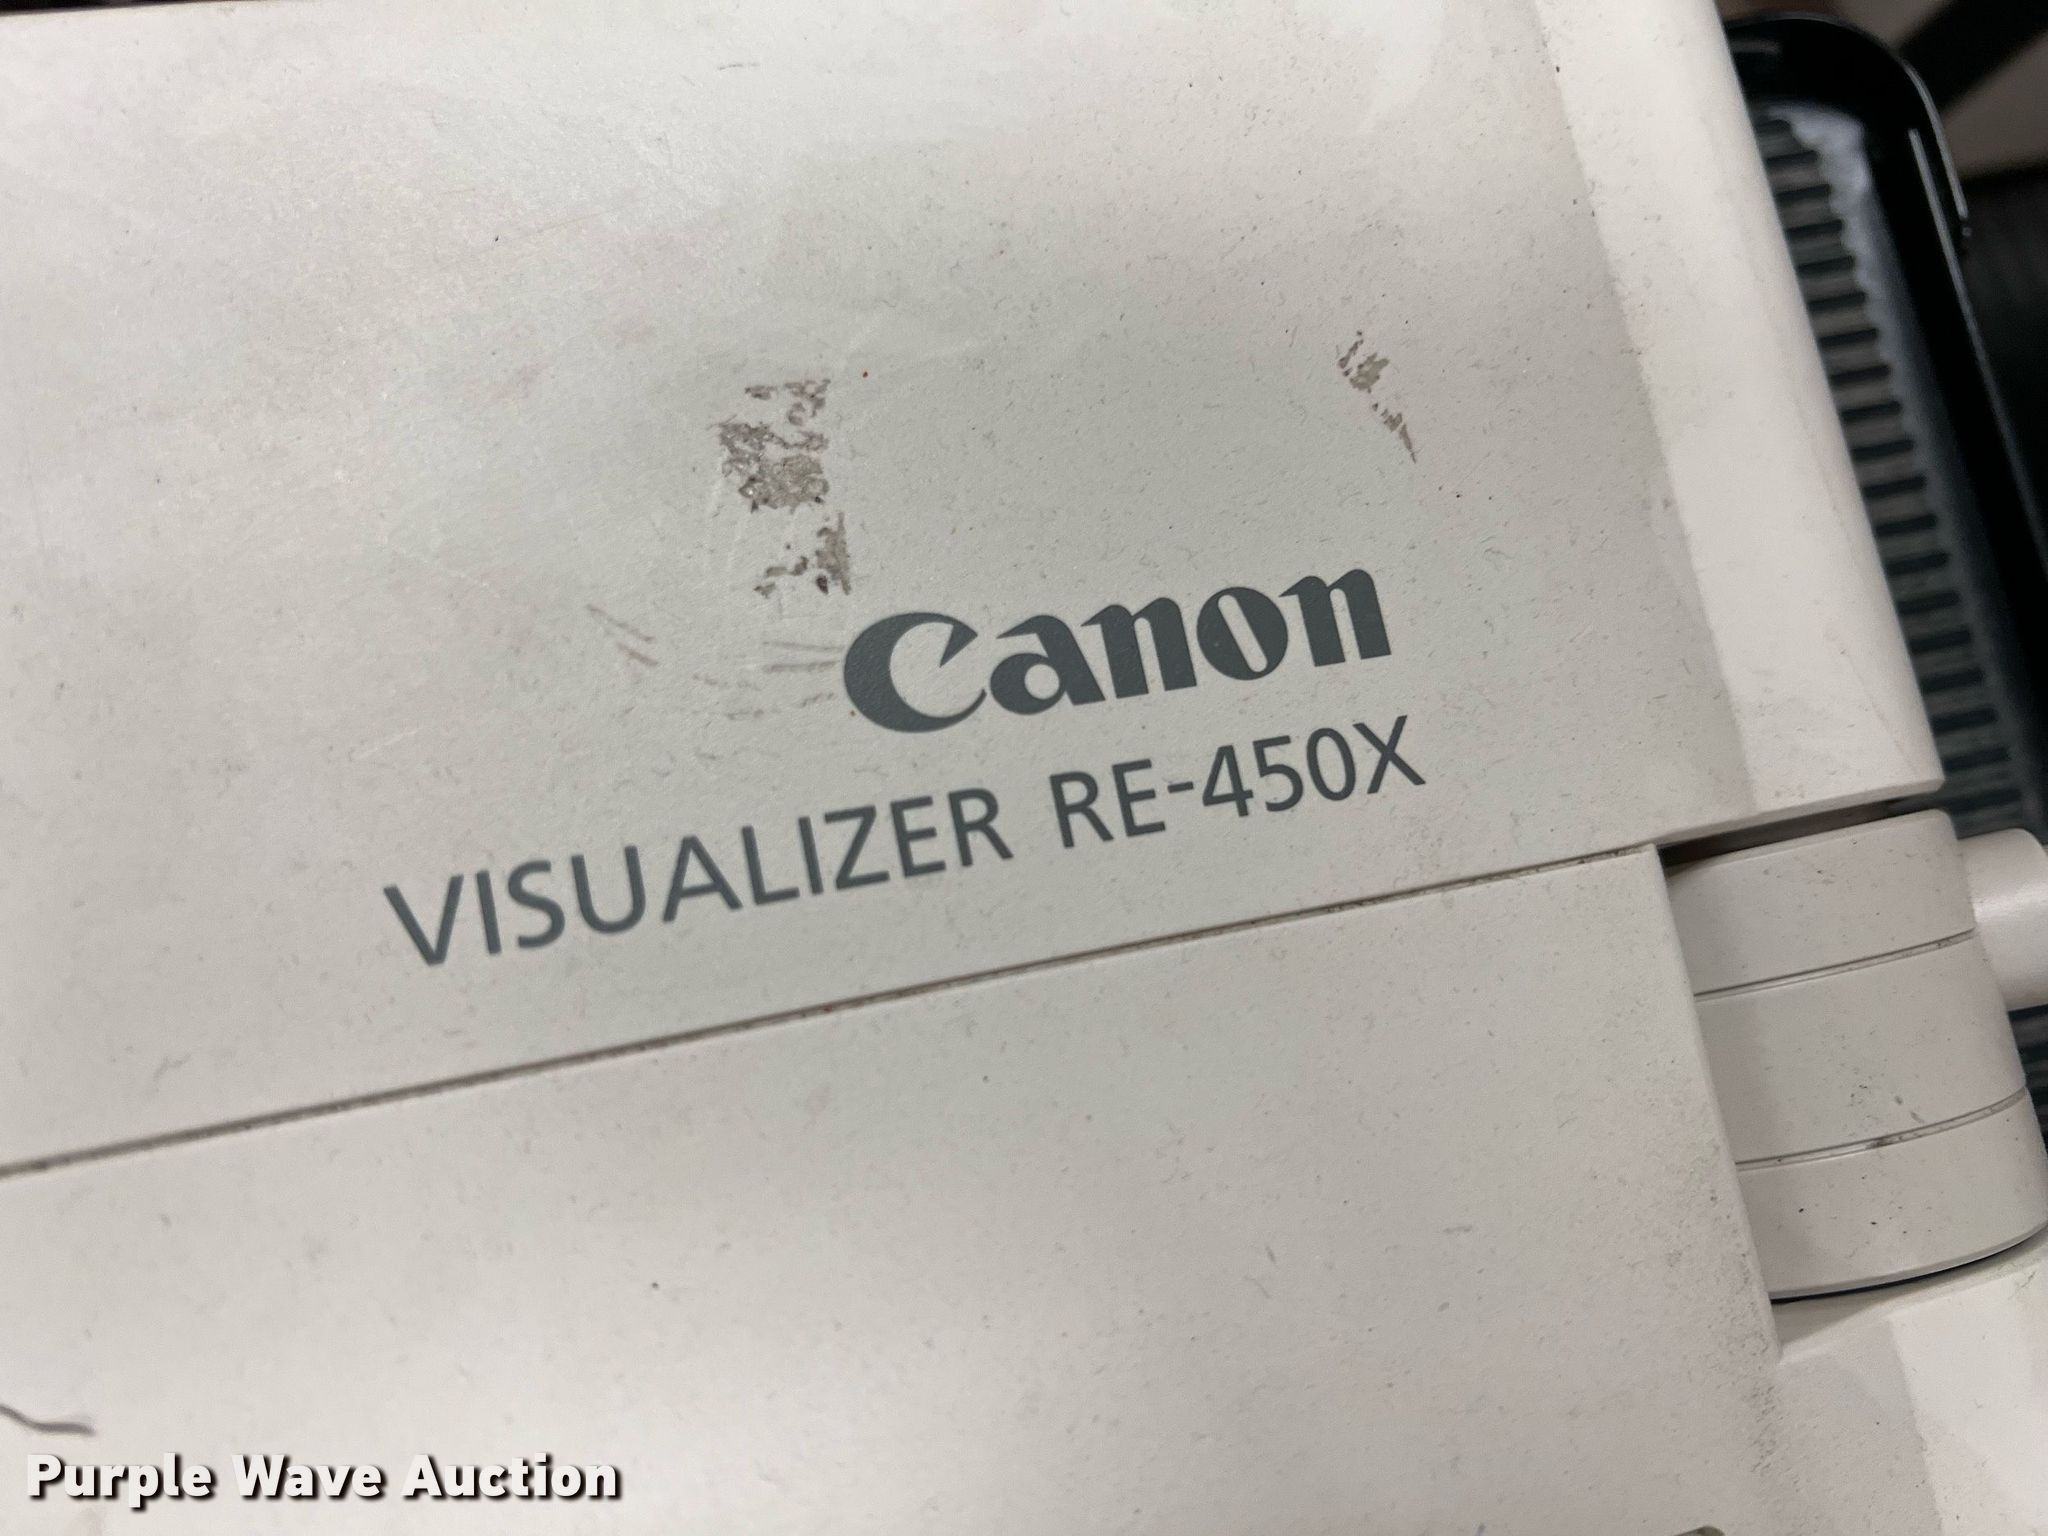 Canon
VISUALIZER RE-450X
Purple Wave Auction